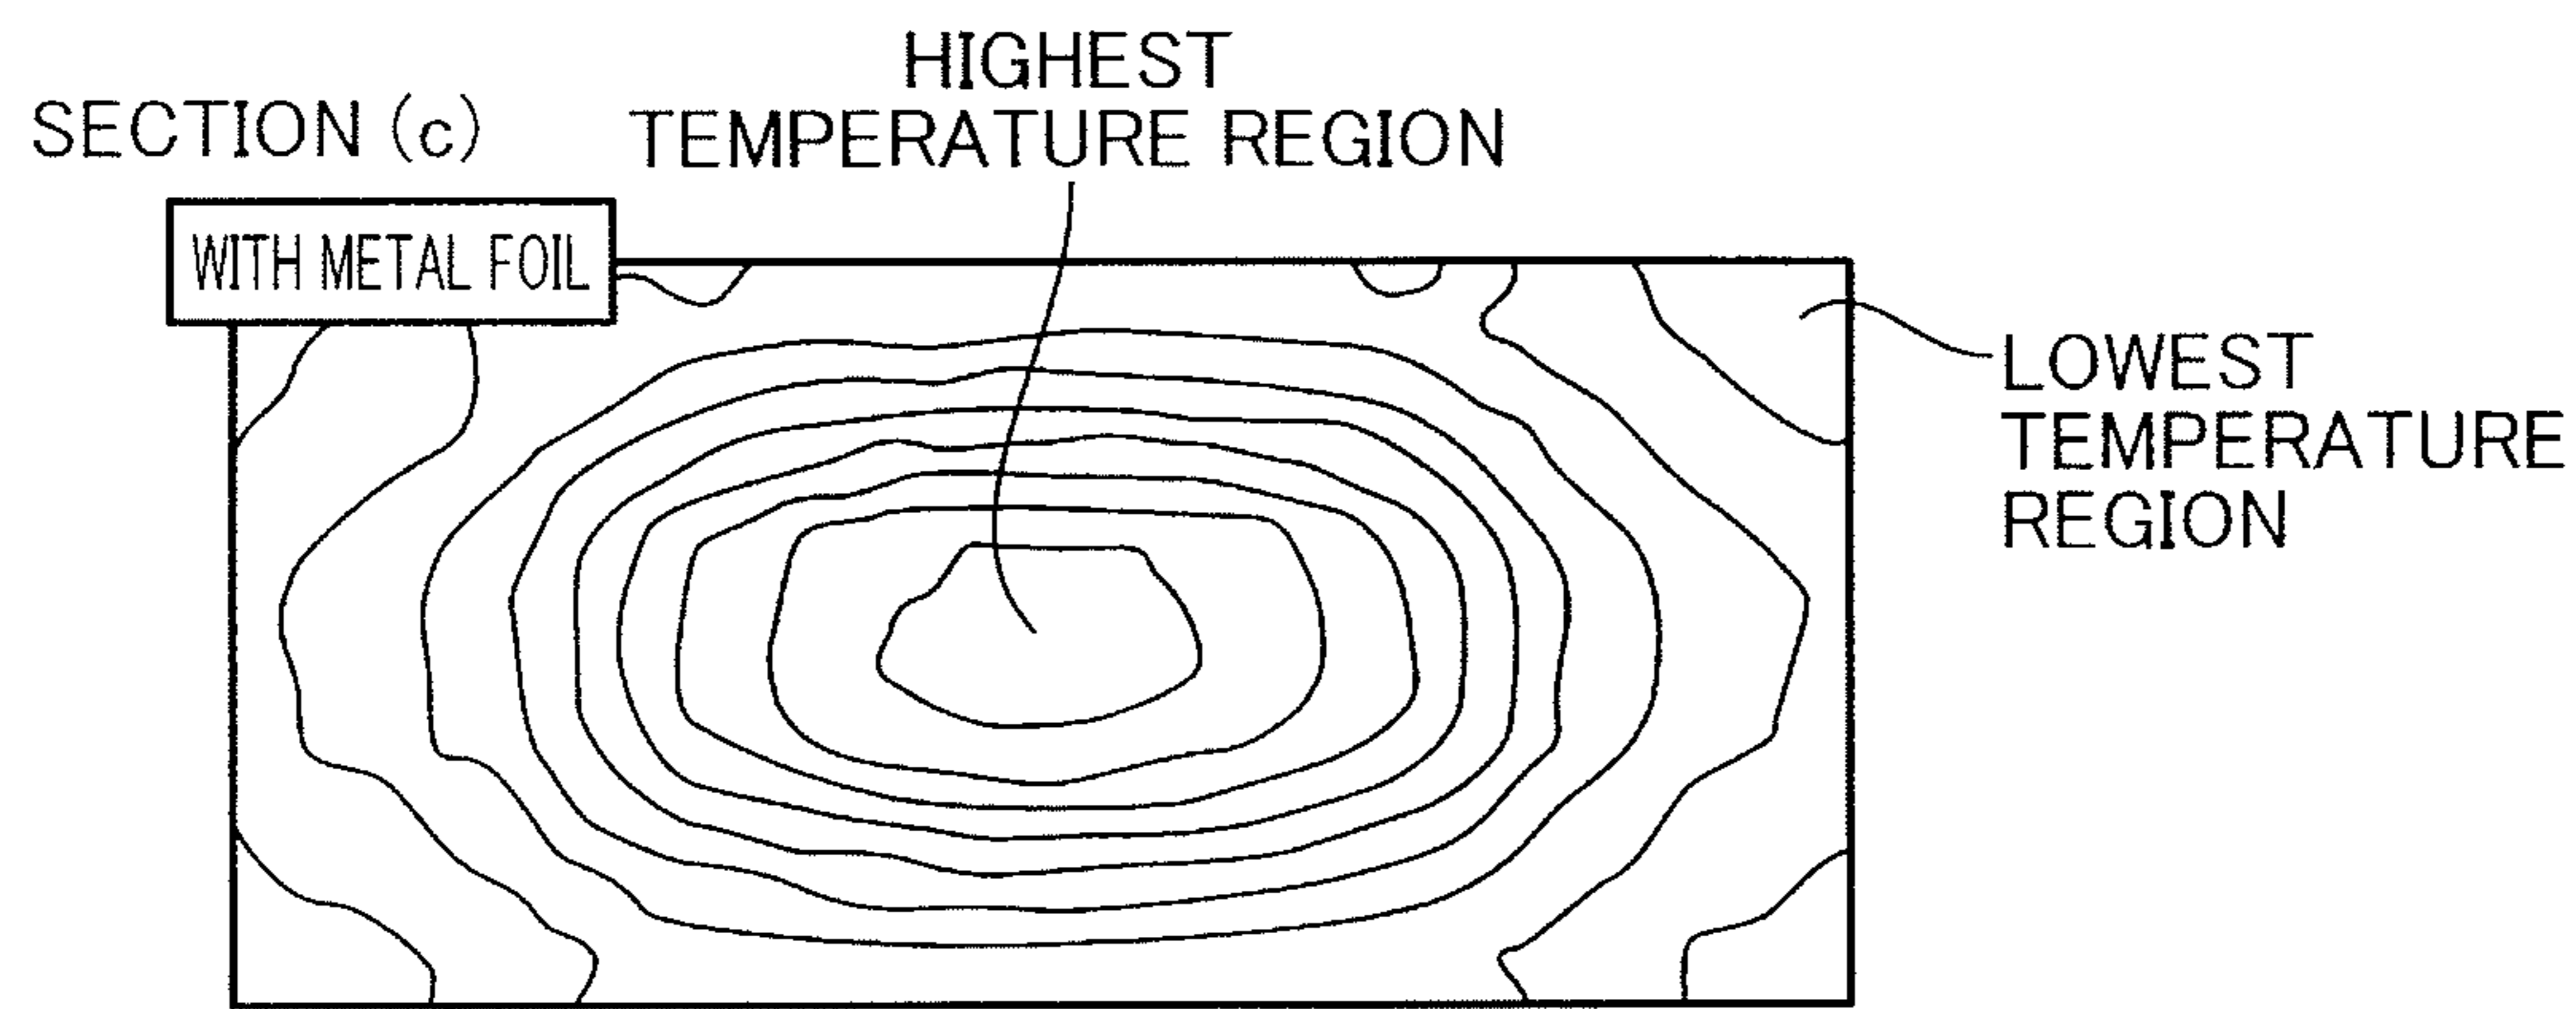 SECTION (c)
HIGHEST
TEMPERATURE REGION
WITH METAL FOIL
LOWEST
TEMPERATURE
REGION